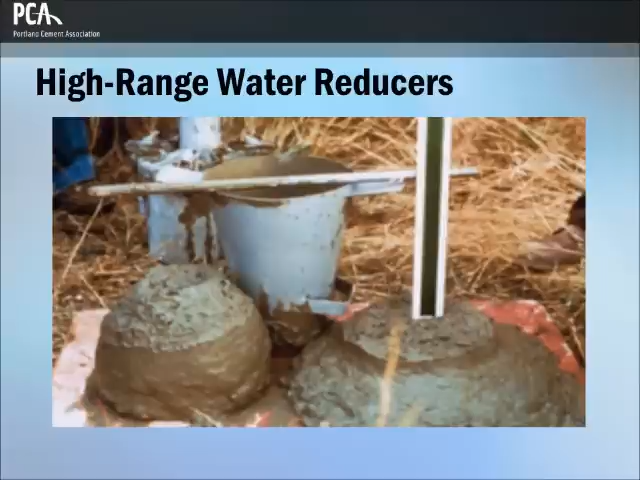 PCA
Portland Cement Association
High-Range Water Reducers